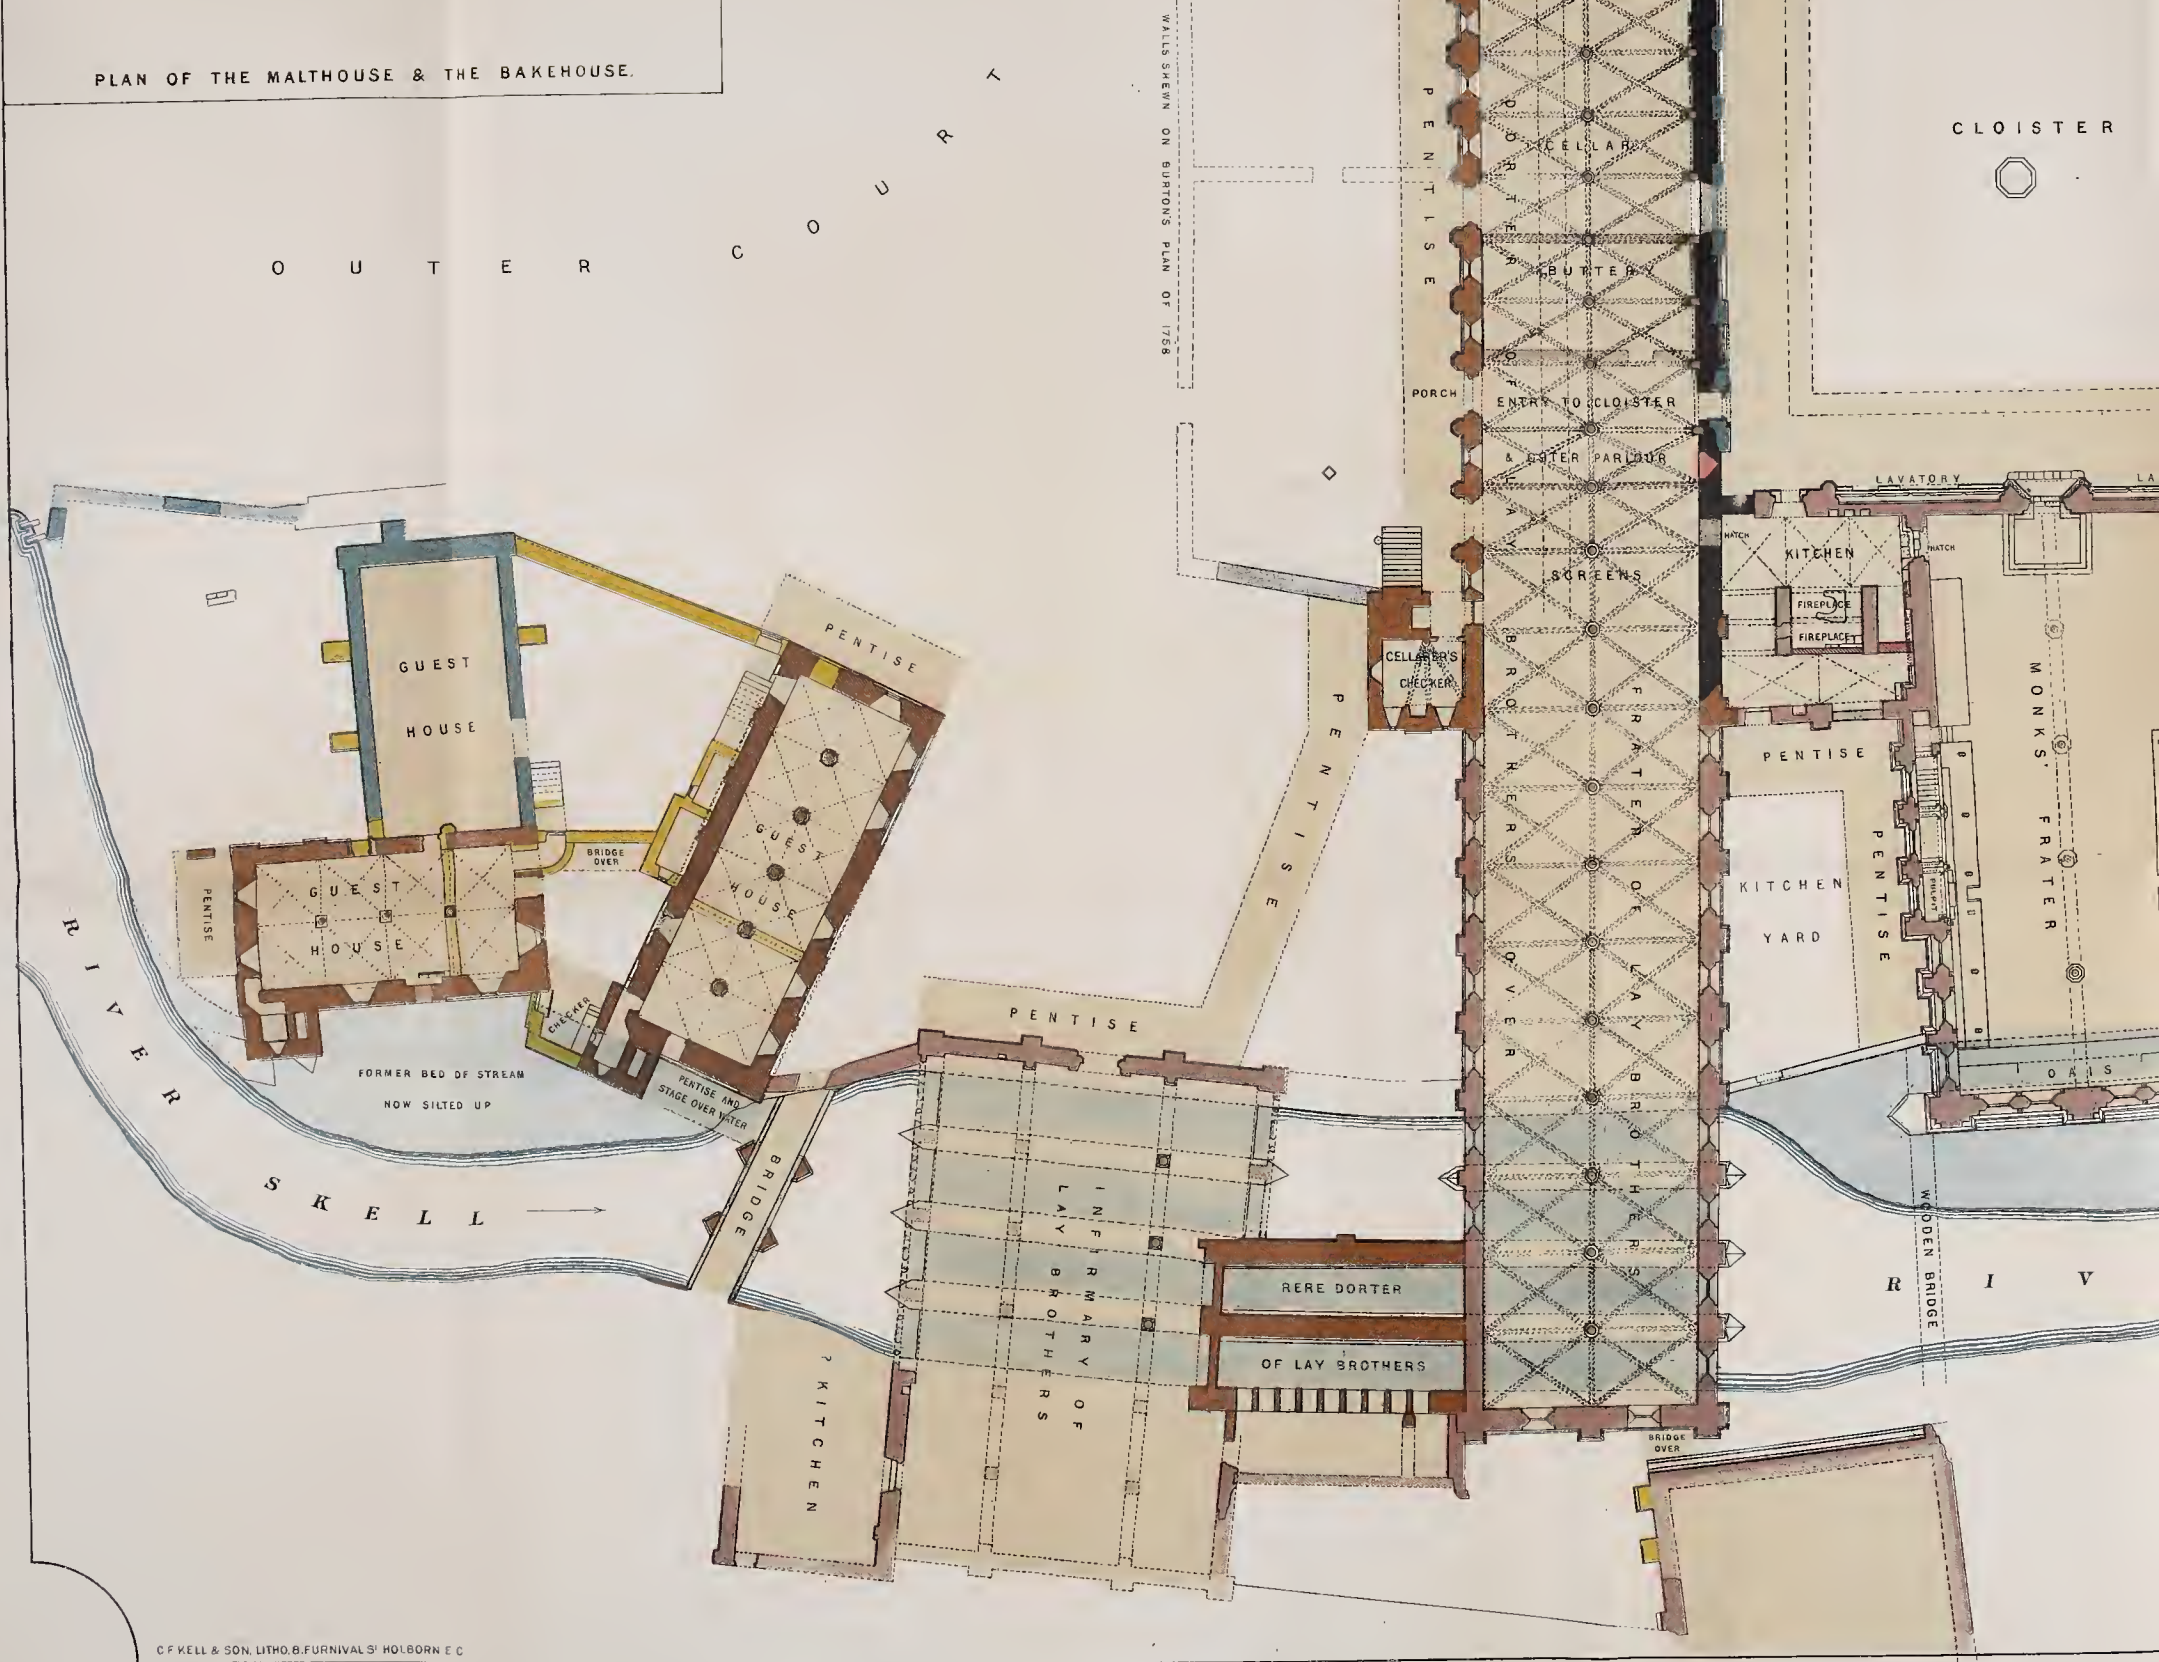 PLAN OF THE MALTHOUSE & THE BAKEHOUSE.
OUTER COURT
WALLS SHEWN ON BURTON'S PLAN OF 1758
PENTISE
DORTER OF LAY BROTHERS OVER
CELLAR
BUTTERY
PORCH
ENTRY TO CLOISTER
& OUTER PARLOUR
SCREENS
CLOISTER
LAVATORY
LA
HATCH
KITCHEN
HATCH
FIREPLACE
FIREPLACE
CELLARER'S
CHECKER
PENTISE
FRATER OF LAY BROTHERS
PENTISE
KITCHEN
YARD
PENTISE
PULPIT
MONKS' FRATER
OAIS
GUEST
HOUSE
PENTISE
GUEST
HOUSE
BRIDGE
OVER
PENTISE
GUEST
HOUSE
CHECKER
PENTISE AND
STAGE OVER WATER
FORMER BED OF STREAM
NOW SILTED UP
RIVER SKELL
BRIDGE
PENTISE
INFIRMARY OF
LAY BROTHERS
? KITCHEN
RERE DORTER
OF LAY BROTHERS
BRIDGE
OVER
WOODEN BRIDGE
RIV
C F KELL & SON, LITHO. 8. FURNIVAL ST HOLBORN E C